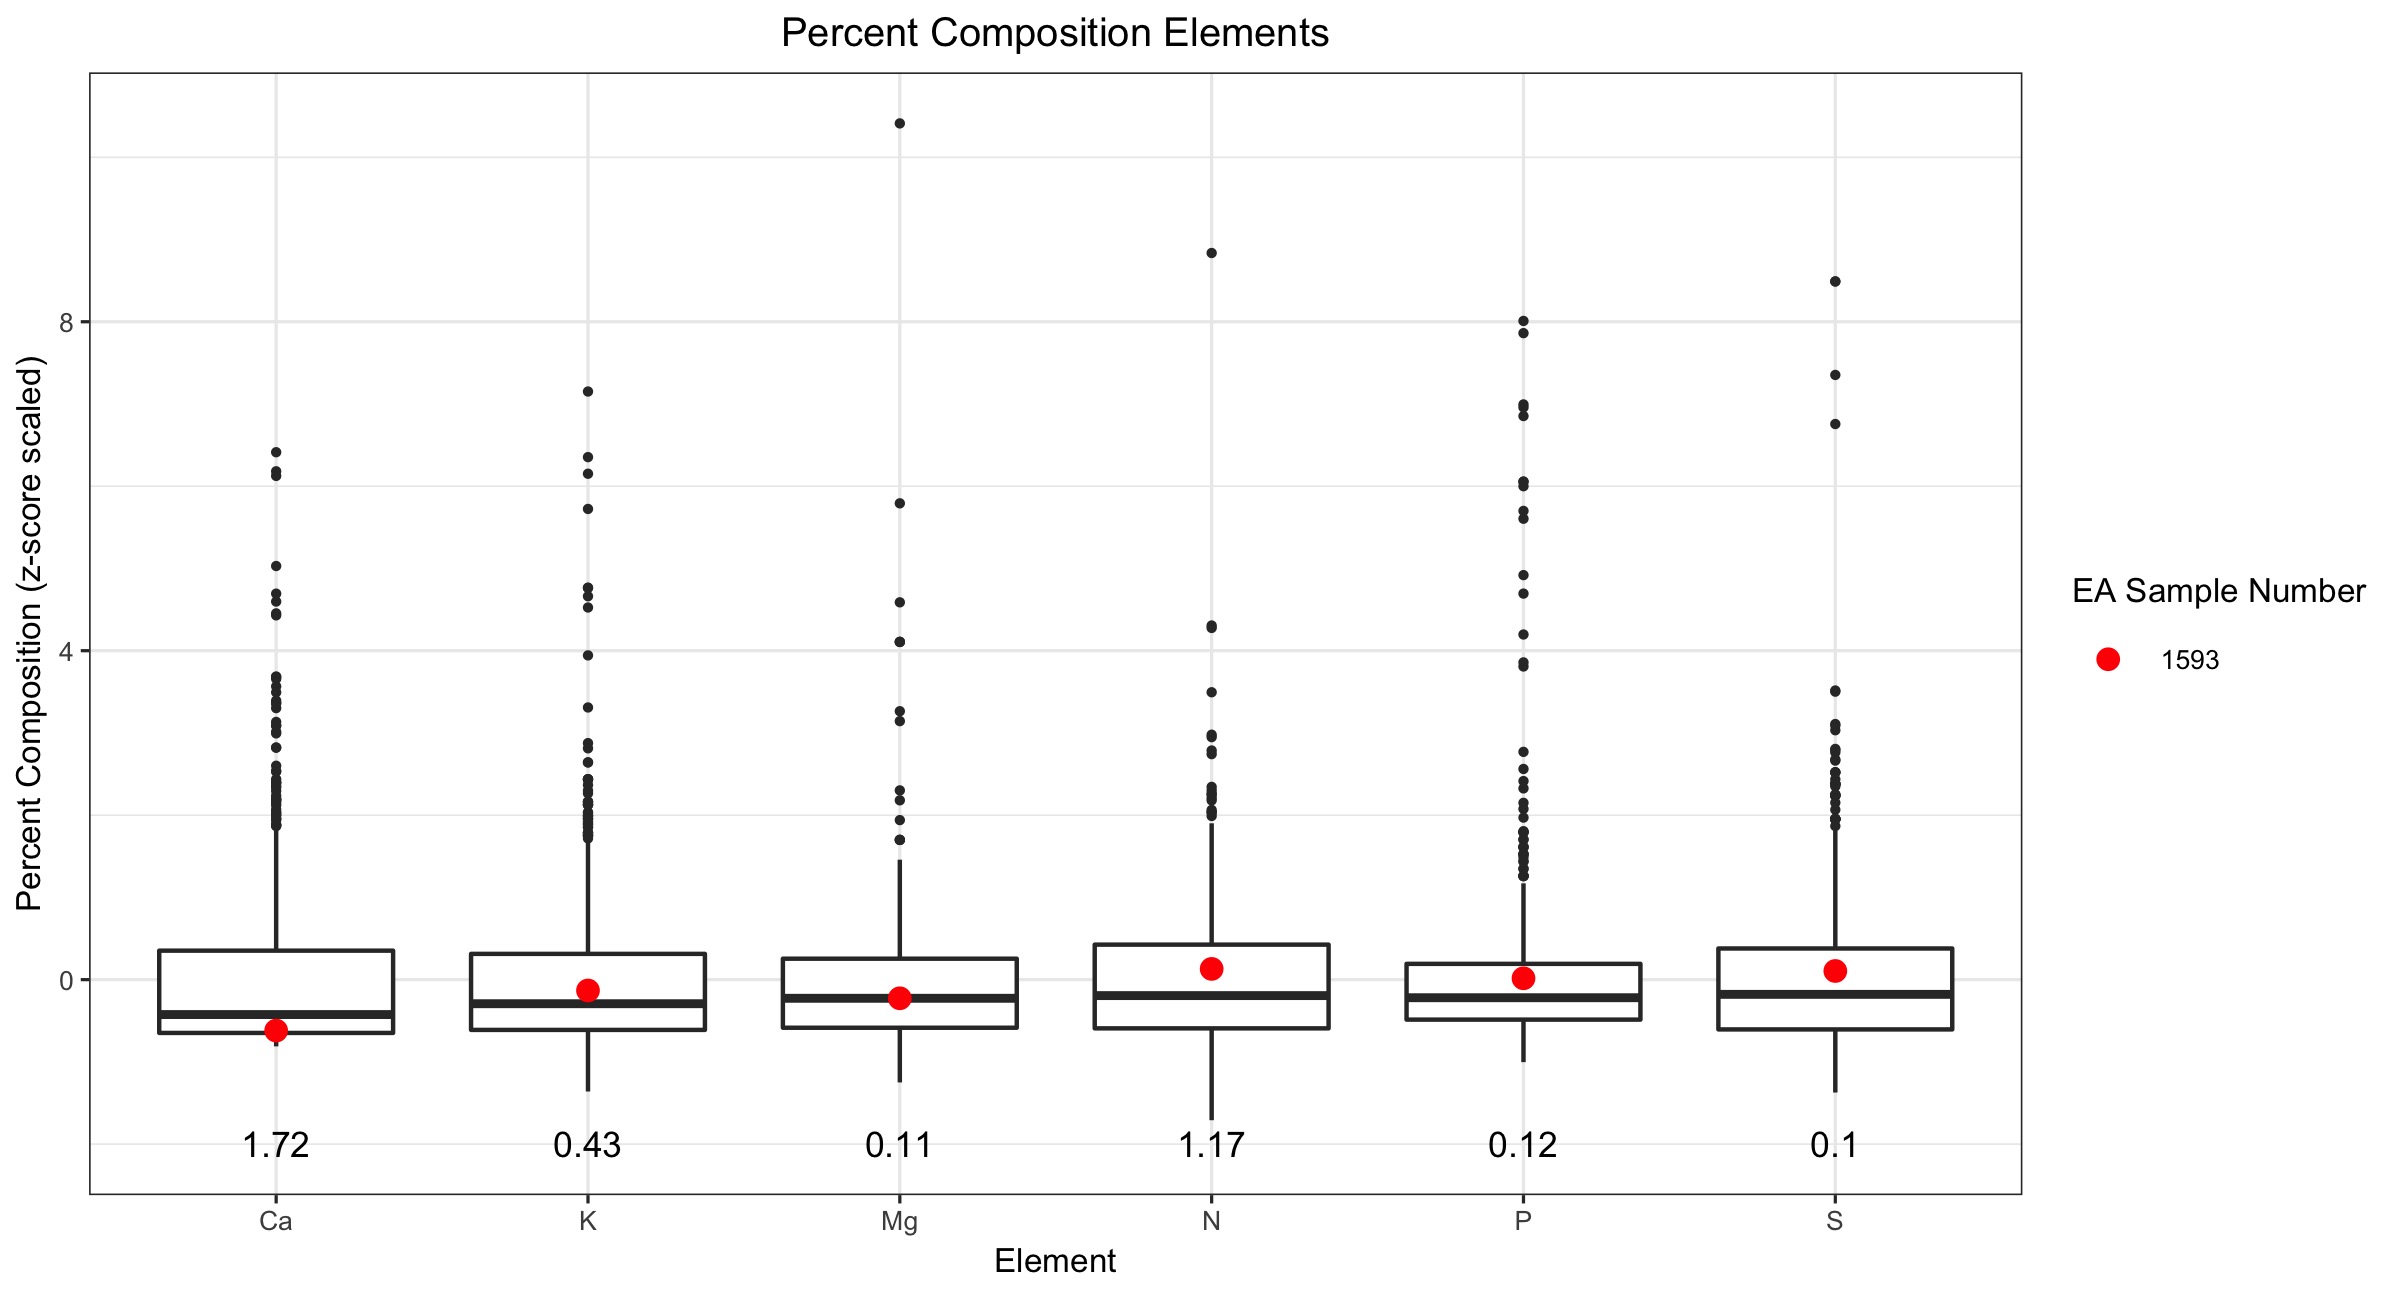 Percent Composition Elements
Percent Composition (z-score scaled)
8
4
0
1.72 0.43 0.11 1.17 0.12 0.1
Ca K Mg N P S
Element
EA Sample Number
1593